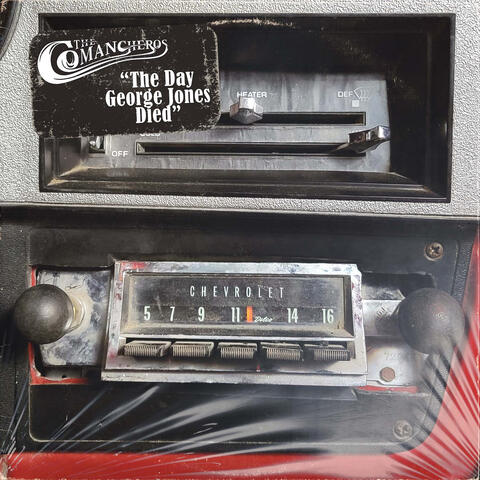 THE
COMANCHEROS
“The Day
George Jones
Died”
HEATER
DEF
OFF
CHEVROLET
5 7 9 11 Delco 14 16